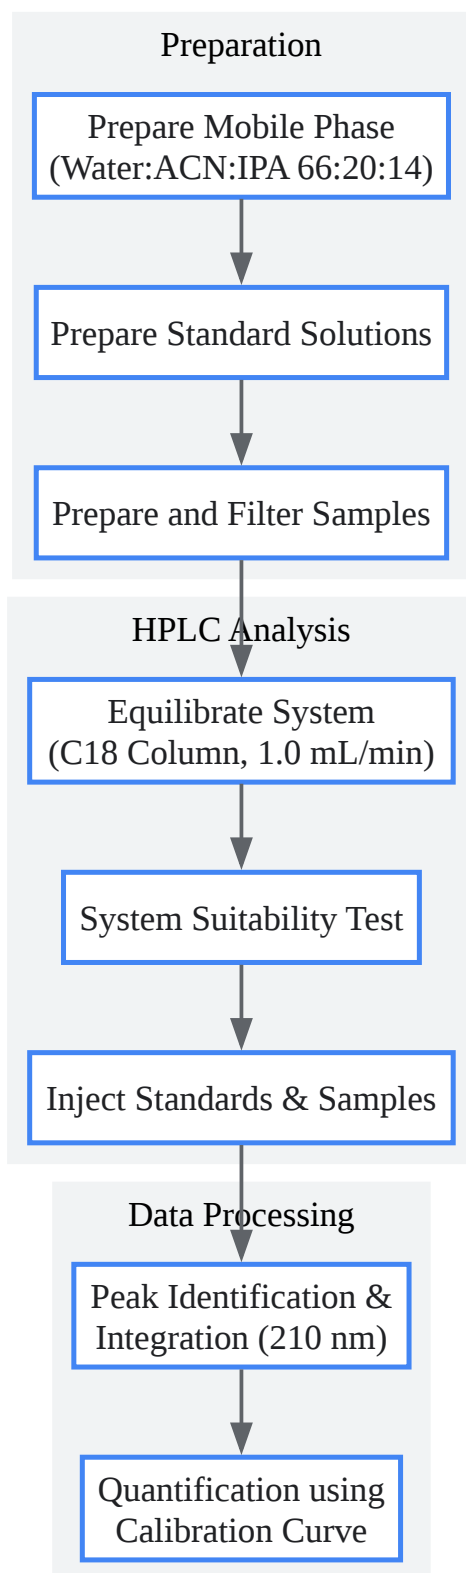 Preparation
Prepare Mobile Phase
(Water:ACN:IPA 66:20:14)
Prepare Standard Solutions
Prepare and Filter Samples
HPLC Analysis
Equilibrate System
(C18 Column, 1.0 mL/min)
System Suitability Test
Inject Standards & Samples
Data Processing
Peak Identification &
Integration (210 nm)
Quantification using
Calibration Curve